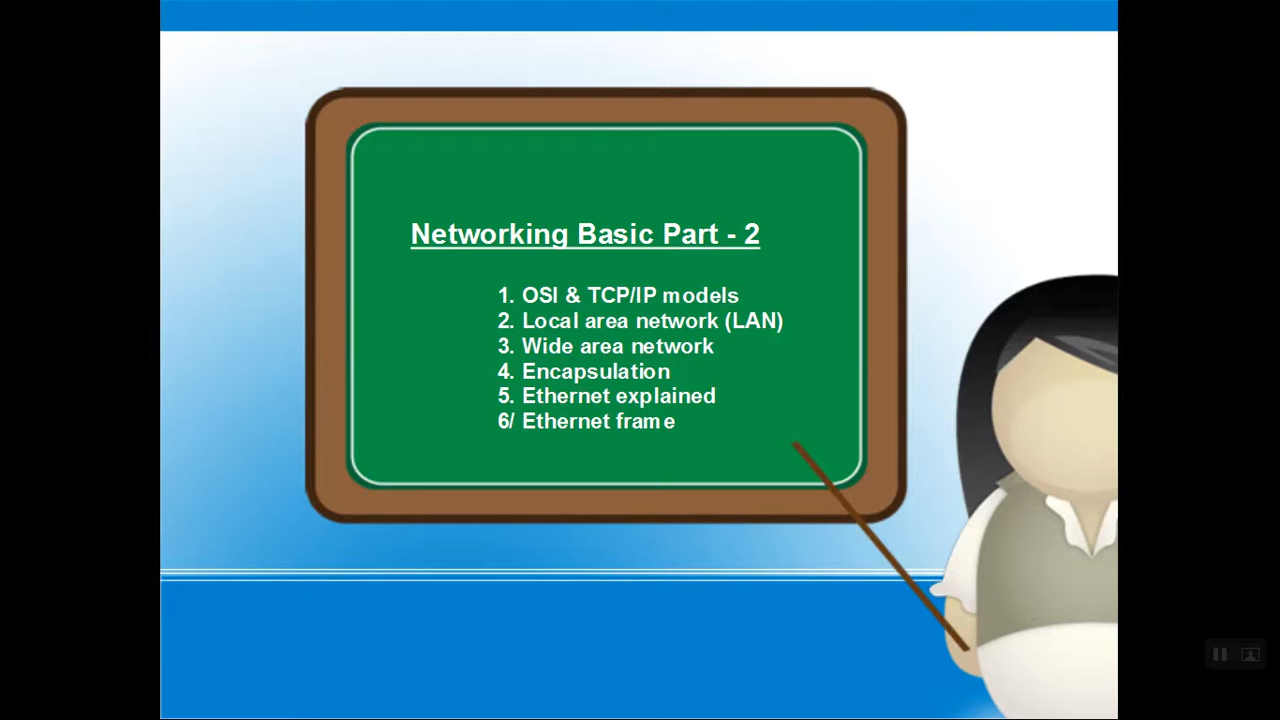 Networking Basic Part - 2
1. OSI & TCP/IP models
2. Local area network (LAN)
3. Wide area network
4. Encapsulation
5. Ethernet explained
6/ Ethernet frame